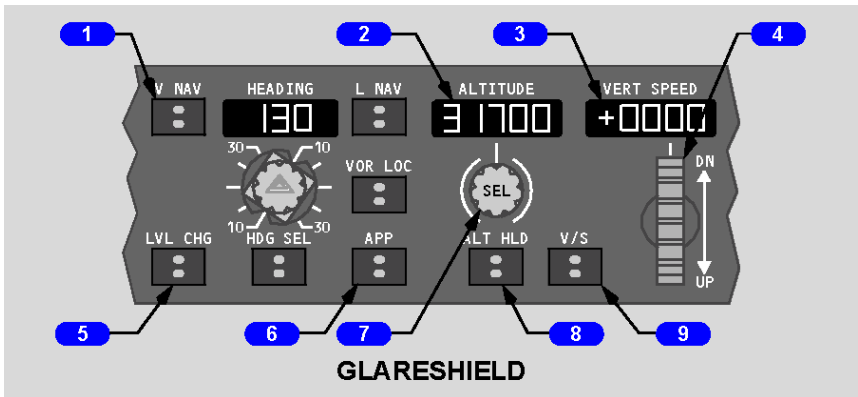 1 2 3 4
V NAV HEADING L NAV ALTITUDE VERT SPEED
130 31700 +0000
30 10 DN
VOR LOC
SEL
10 30
LVL CHG HDG SEL APP ALT HLD V/S
UP
5 6 7 8 9
GLARESHIELD